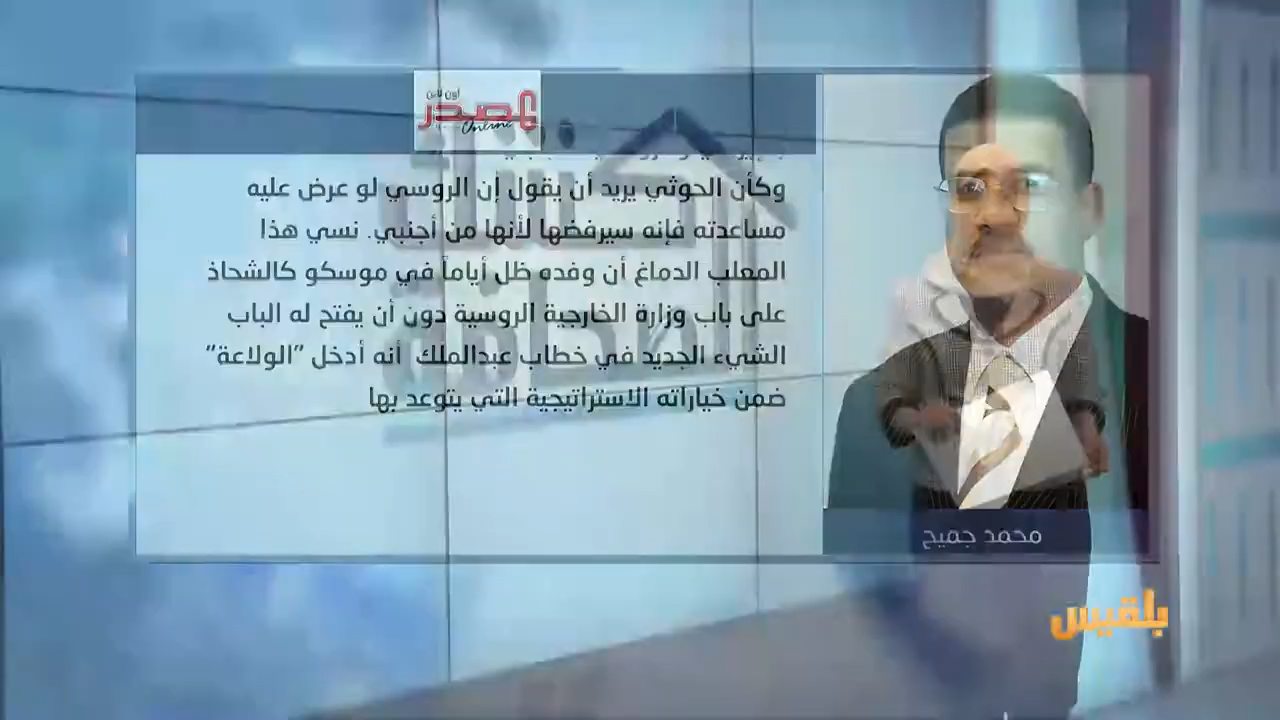 المصدر
أون لاين
Online
وكأن الحوثي يريد أن يقول إن الروسي لو عرض عليه
مساعدته فإنه سيرفضها لأنها من أجنبي. نسي هذا
المعلب الدماغ أن وفده ظل أياماً في موسكو كالشحاذ
على باب وزارة الخارجية الروسية دون أن يفتح له الباب
الشيء الجديد في خطاب عبدالملك أنه أدخل "الولاعة"
ضمن خياراته الاستراتيجية التي يتوعد بها
محمد جميح
بلقيس